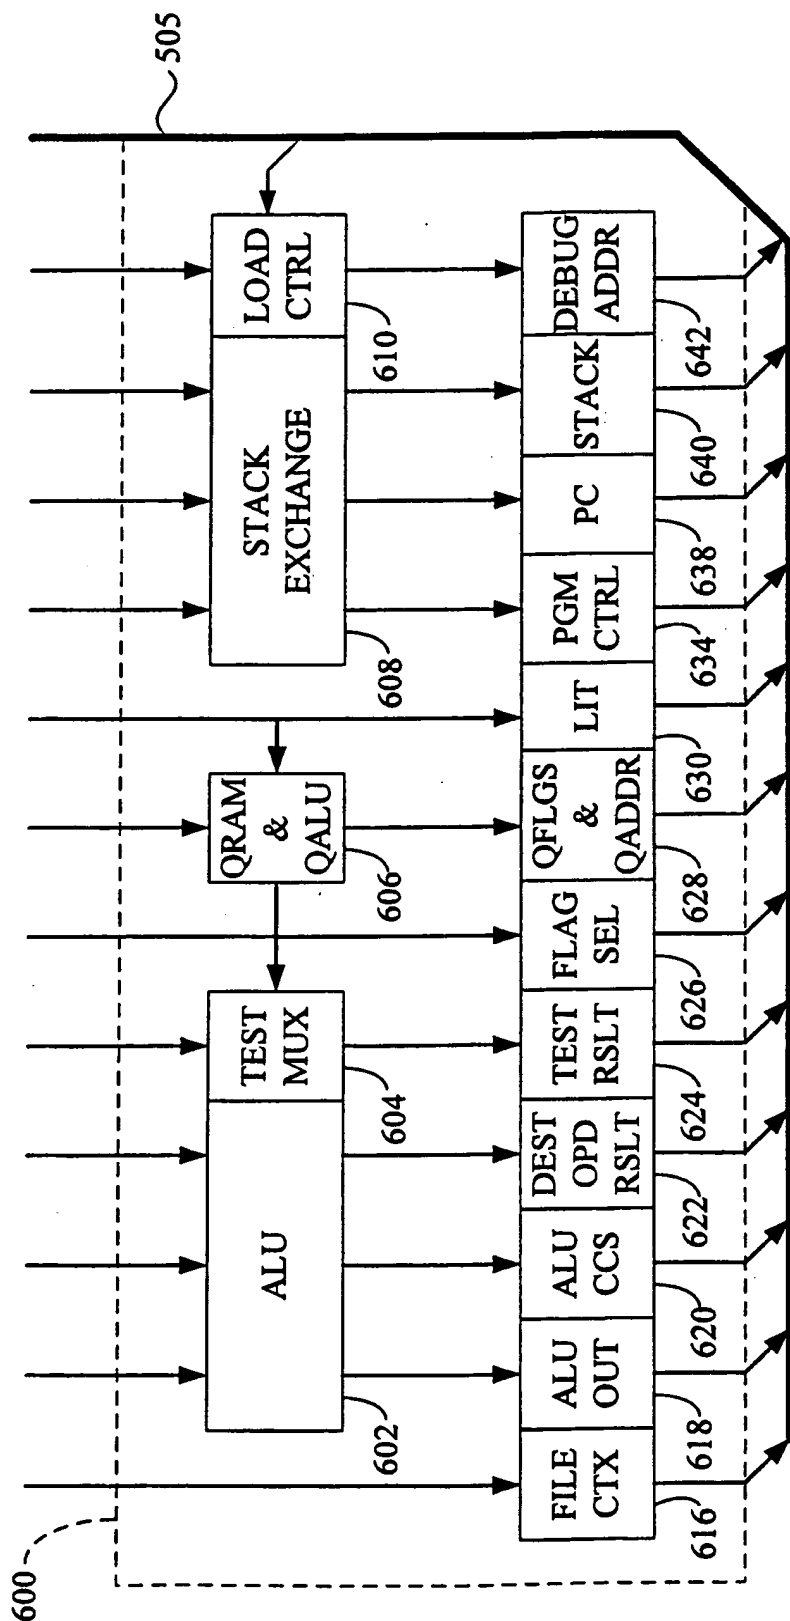 600
505
ALU
TEST
MUX
QRAM
&
QALU
STACK
EXCHANGE
LOAD
CTRL
602
604
606
608
610
FILE
CTX
ALU
OUT
ALU
CCS
DEST
OPD
RSLT
TEST
RSLT
FLAG
SEL
QFLGS
&
QADDR
LIT
PGM
CTRL
PC
STACK
DEBUG
ADDR
616
618
620
622
624
626
628
630
634
638
640
642